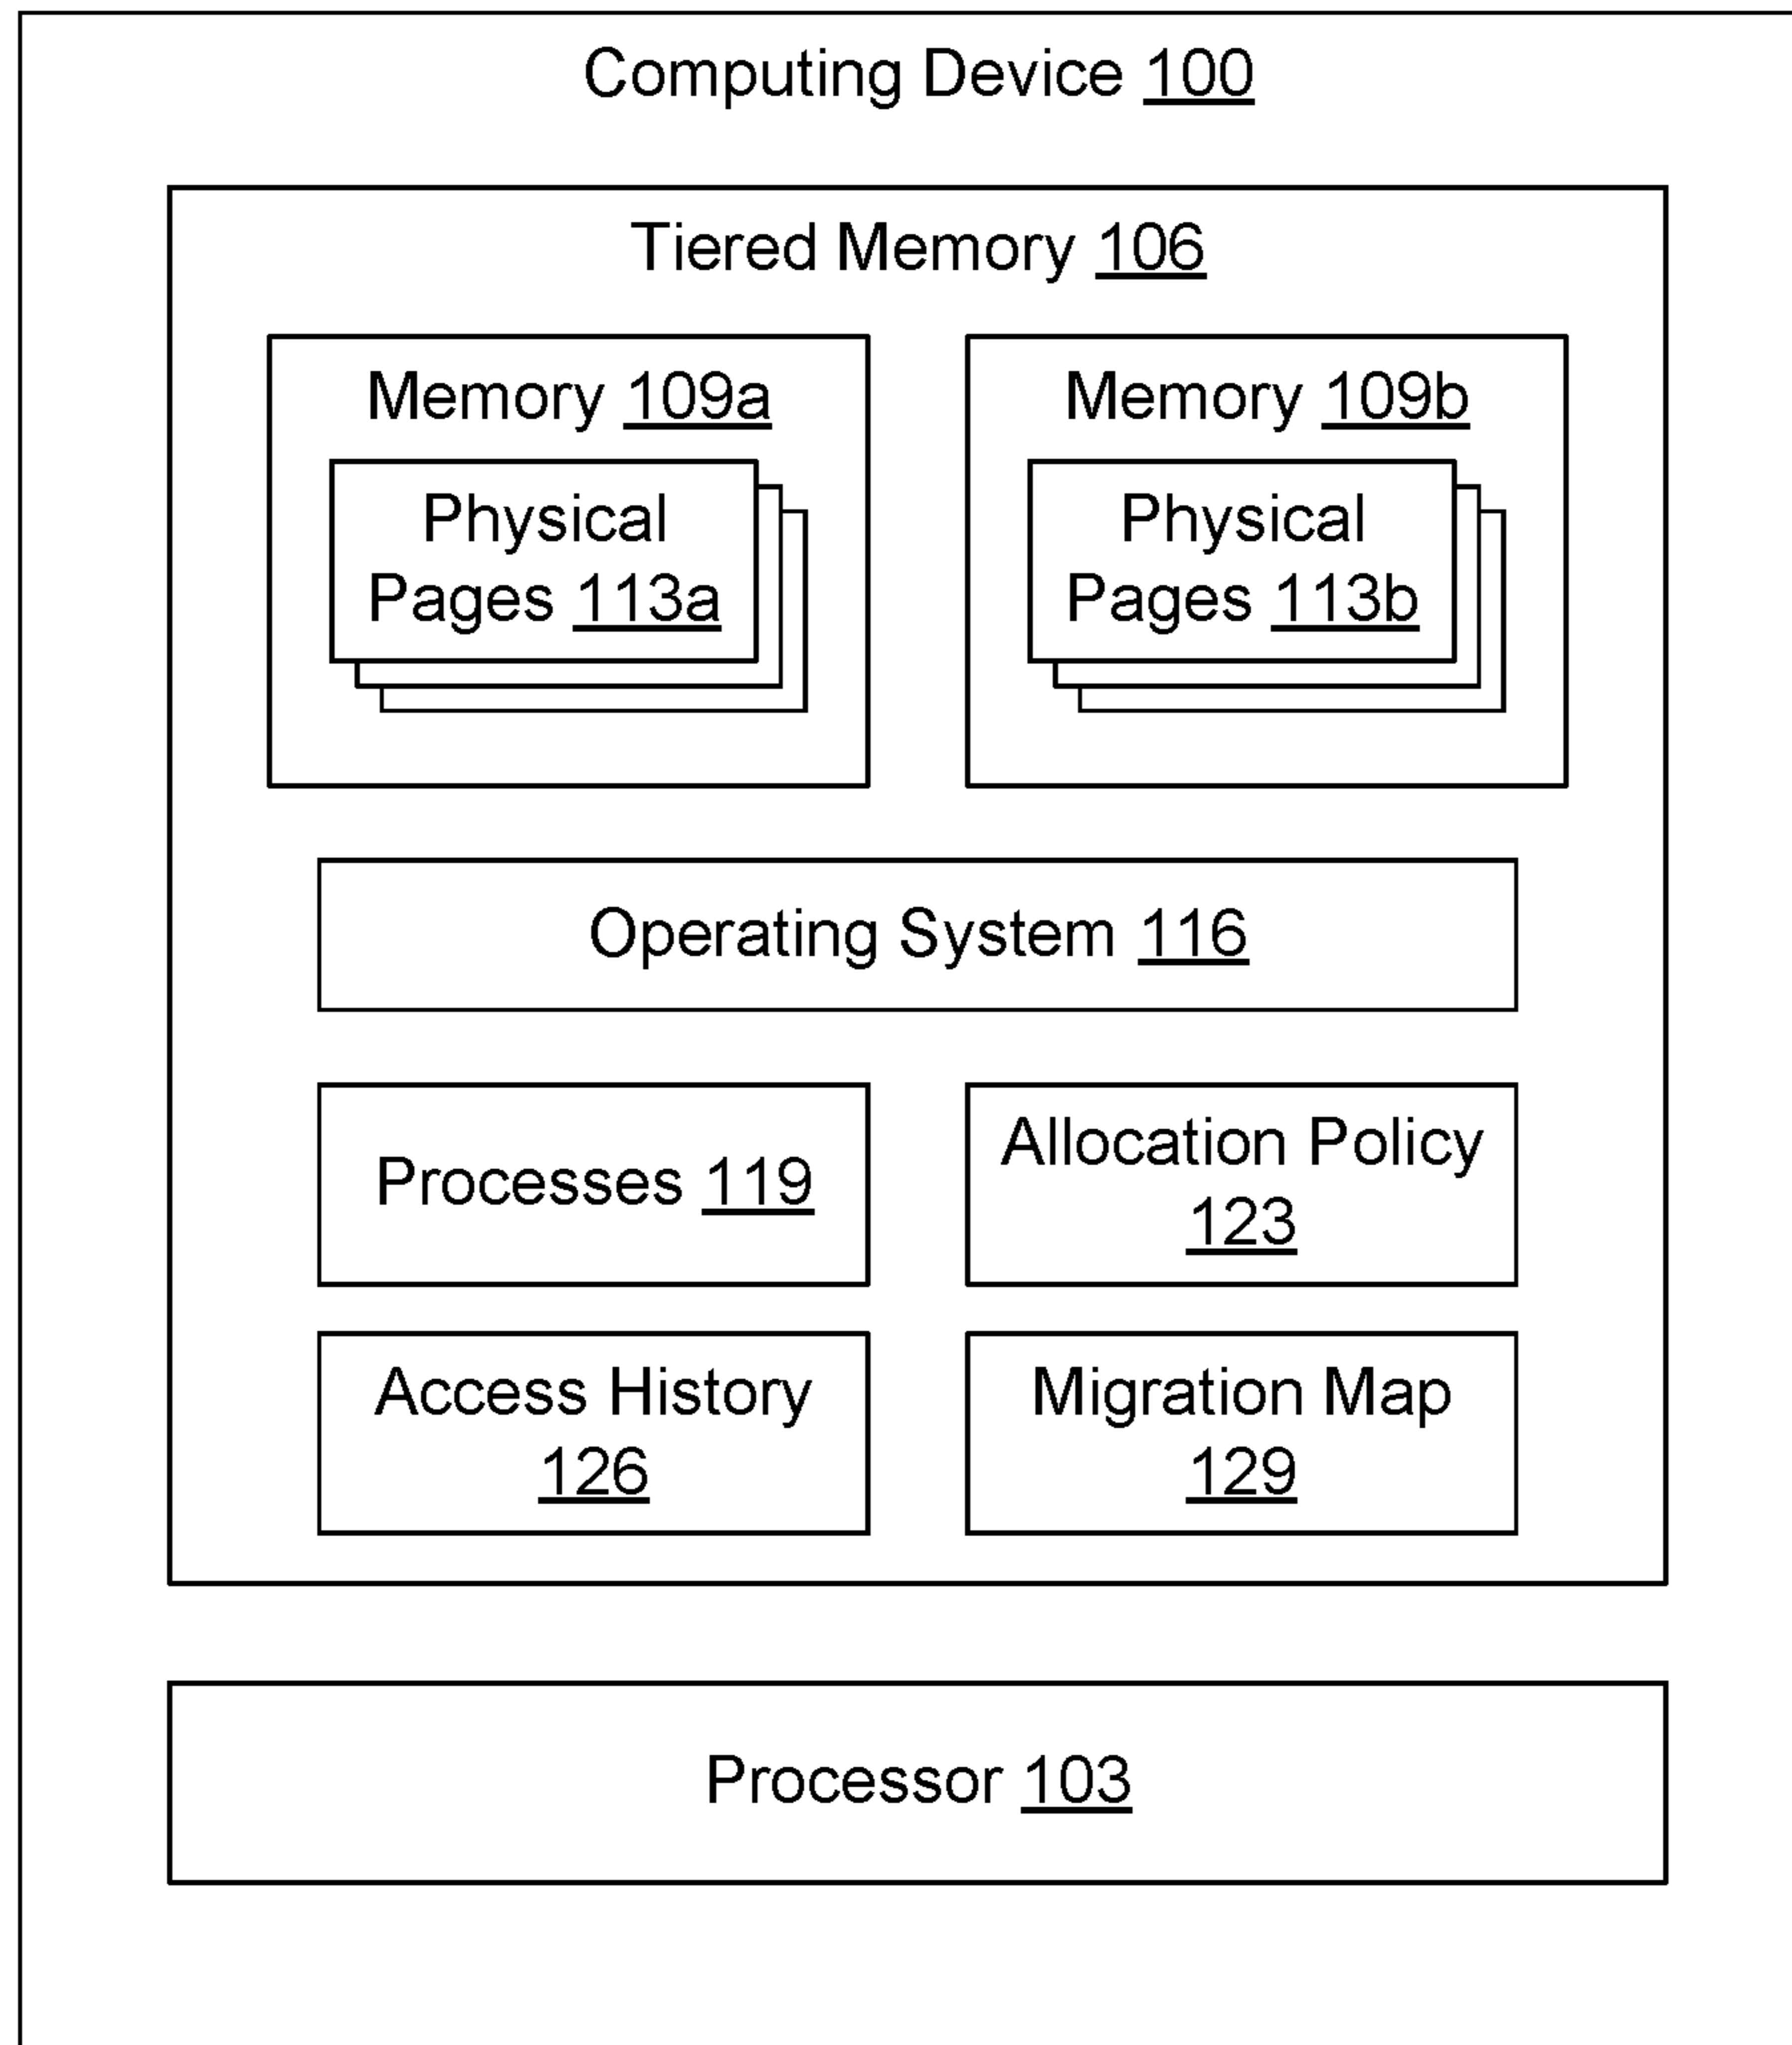 Computing Device 100
Tiered Memory 106
Memory 109a
Physical
Pages 113a
Memory 109b
Physical
Pages 113b
Operating System 116
Processes 119
Allocation Policy
123
Access History
126
Migration Map
129
Processor 103